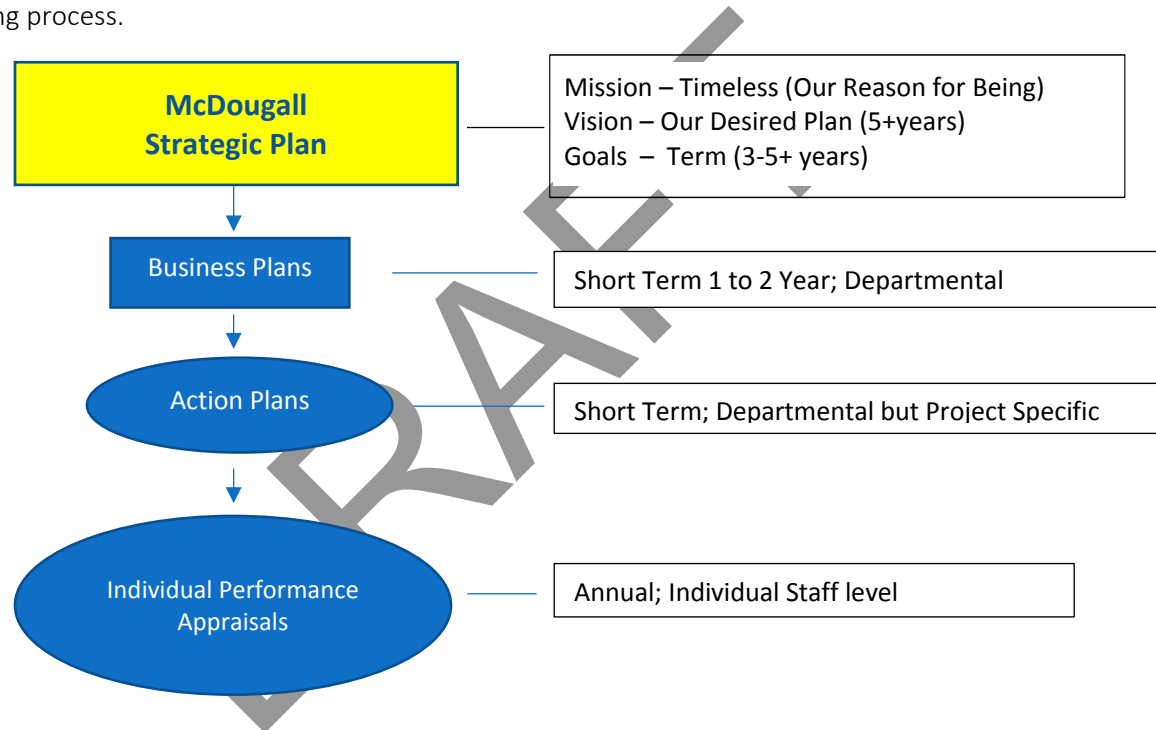 ng process.
McDougall
Strategic Plan
Mission – Timeless (Our Reason for Being)
Vision – Our Desired Plan (5+years)
Goals – Term (3-5+ years)
Business Plans
Short Term 1 to 2 Year; Departmental
Action Plans
Short Term; Departmental but Project Specific
Individual Performance
Appraisals
Annual; Individual Staff level